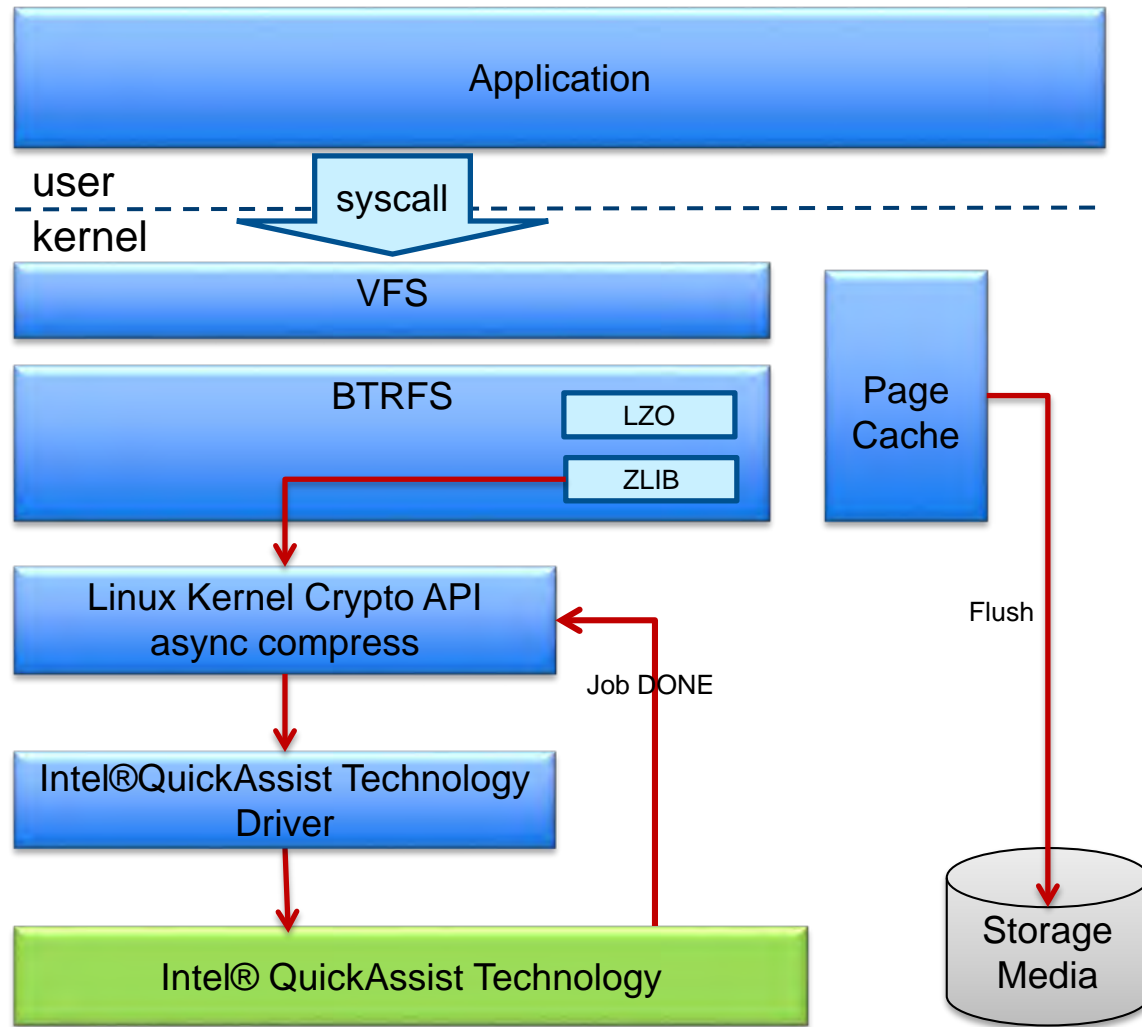 Application
user
syscall
kernel
VFS
BTRFS
LZO
ZLIB
Page
Cache
Linux Kernel Crypto API
async compress
Flush
Job DONE
Intel®QuickAssist Technology
Driver
Intel® QuickAssist Technology
Storage
Media